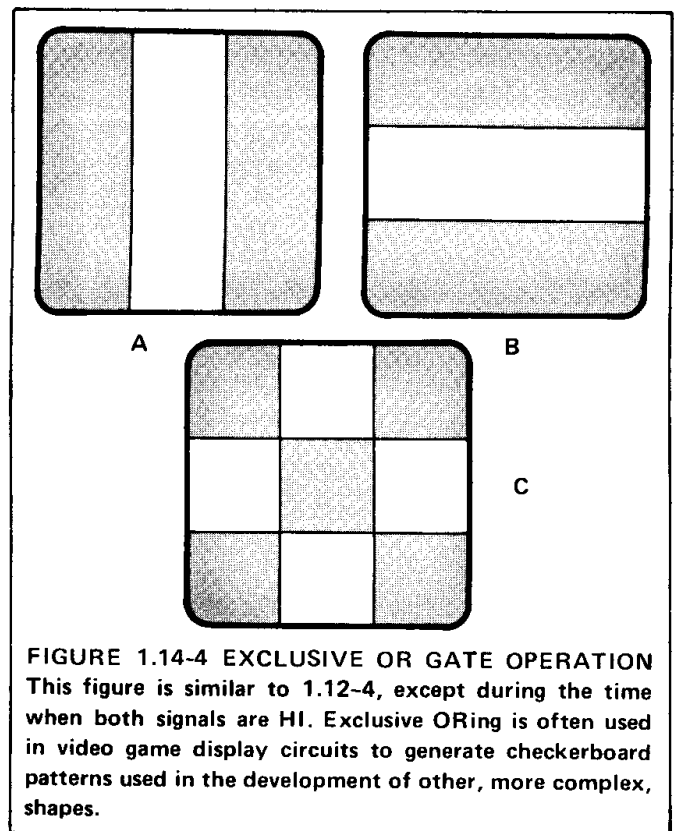 A
B
C
FIGURE 1.14-4 EXCLUSIVE OR GATE OPERATION
This figure is similar to 1.12-4, except during the time
when both signals are HI. Exclusive ORing is often used
in video game display circuits to generate checkerboard
patterns used in the development of other, more complex,
shapes.